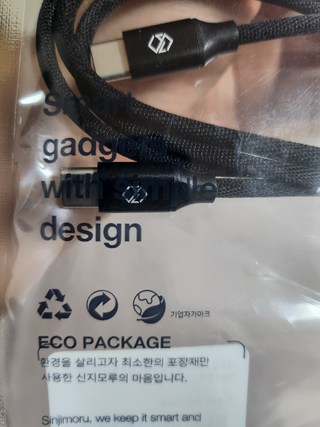 Smart
gadgets
with simple
design
기업자가마크
ECO PACKAGE
환경을 살리고자 최소한의 포장재만
사용한 신지모루의 마음입니다.
Sinjimoru, we keep it smart and